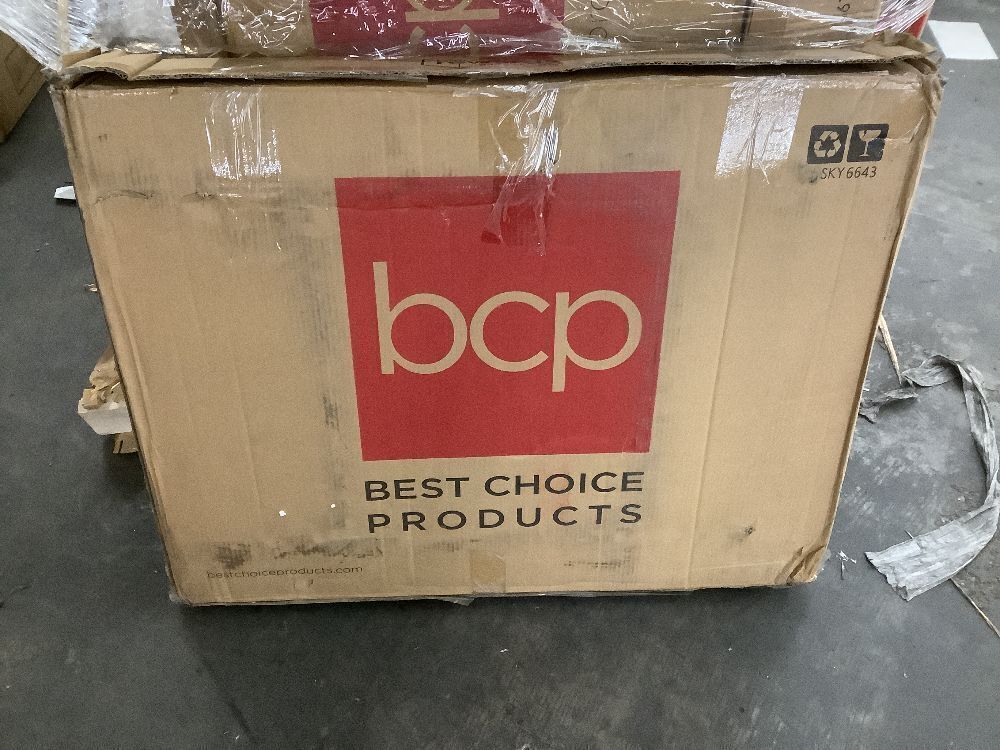 SKY6643
bcp
BEST CHOICE
PRODUCTS
bestchoiceproducts.com